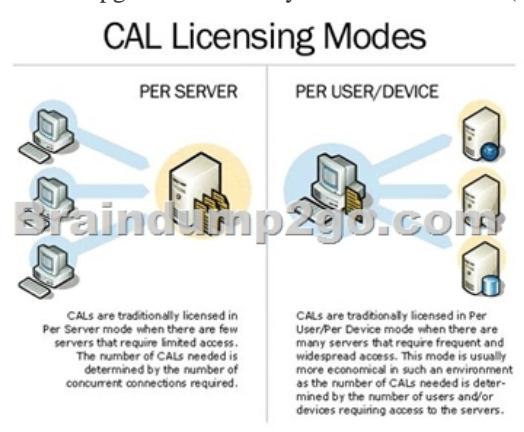 CAL Licensing Modes
PER SERVER
CALs are traditionally licensed in
Per Server mode when there are few
servers that require limited access.
The number of CALs needed is
determined by the number of
concurrent connections required.
PER USER/DEVICE
CALs are traditionally licensed in Per
User/Per Device mode when there are
many servers that require frequent and
widespread access. This mode is usually
more economical in such an environment
as the number of CALs needed is deter-
mined by the number of users and/or
devices requiring access to the servers.
Braindump2go.com